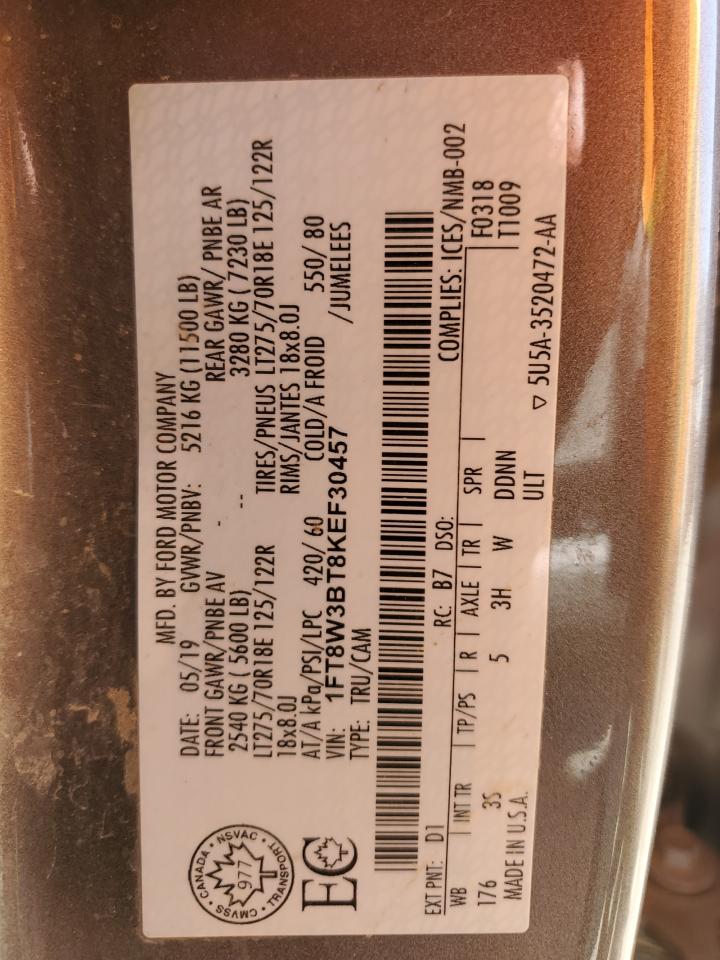 MFD. BY FORD MOTOR COMPANY
DATE: 05/19 GVWR/PNBV: 5216 KG (11500 LB)
FRONT GAWR/PNBE AV - REAR GAWR/ PNBE AR
2540 KG ( 5600 LB) -- 3280 KG ( 7230 LB)
LT275/70R18E 125/122R TIRES/PNEUS LT275/70R18E 125/122R
18x8.0J RIMS/JANTES 18x8.0J
AT/A kPa/PSI/LPC 420/ 60 COLD/A FROID 550/ 80
VIN: 1FT8W3BT8KEF30457 /JUMELEES
TYPE: TRU/CAM
CANADA • NSVAC • TRANSPORT • CMVSS
977
EC
EXT PNT: D1 RC: B7 DSO: COMPLIES: ICES/NMB-002
WB INT TR TP/PS R AXLE TR SPR F0318
176 3S 5 3H W DDNN T1009
MADE IN U.S.A. ULT ▽ 5U5A-3520472-AA